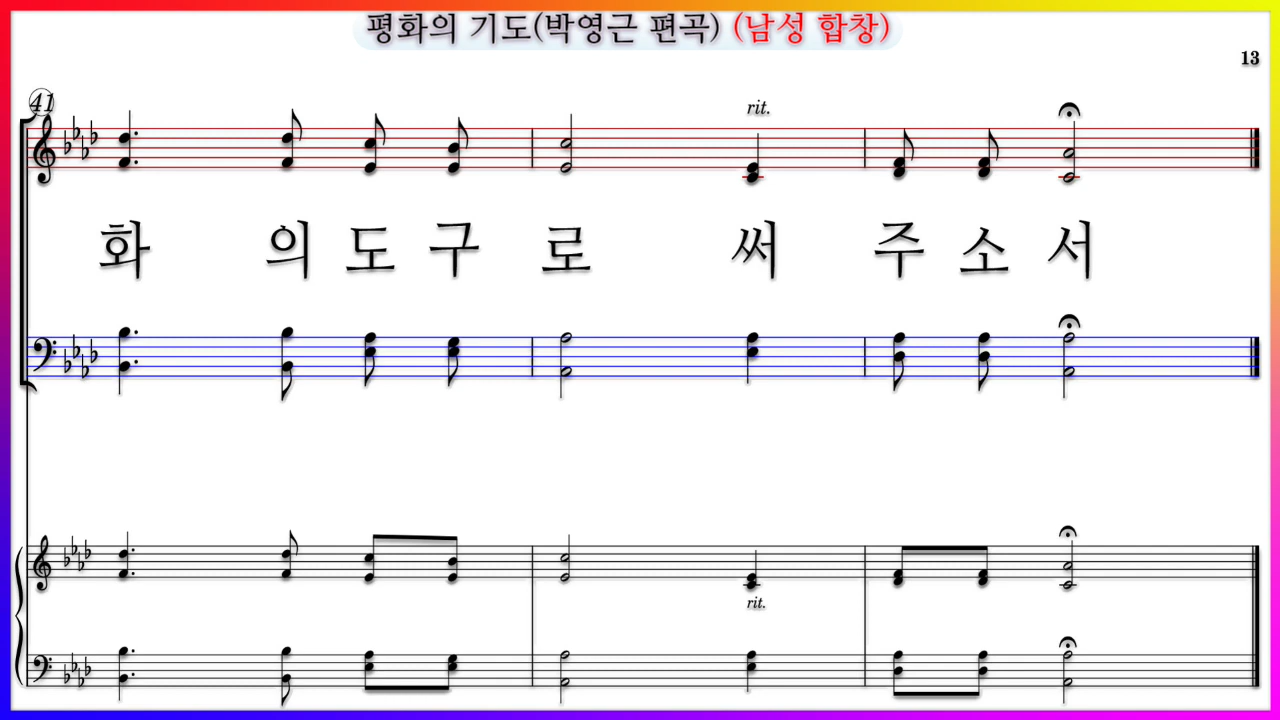 평화의 기도(박영근 편곡) (남성 합창)
13
41
rit.
화 의 도 구 로 써 주 소 서
rit.